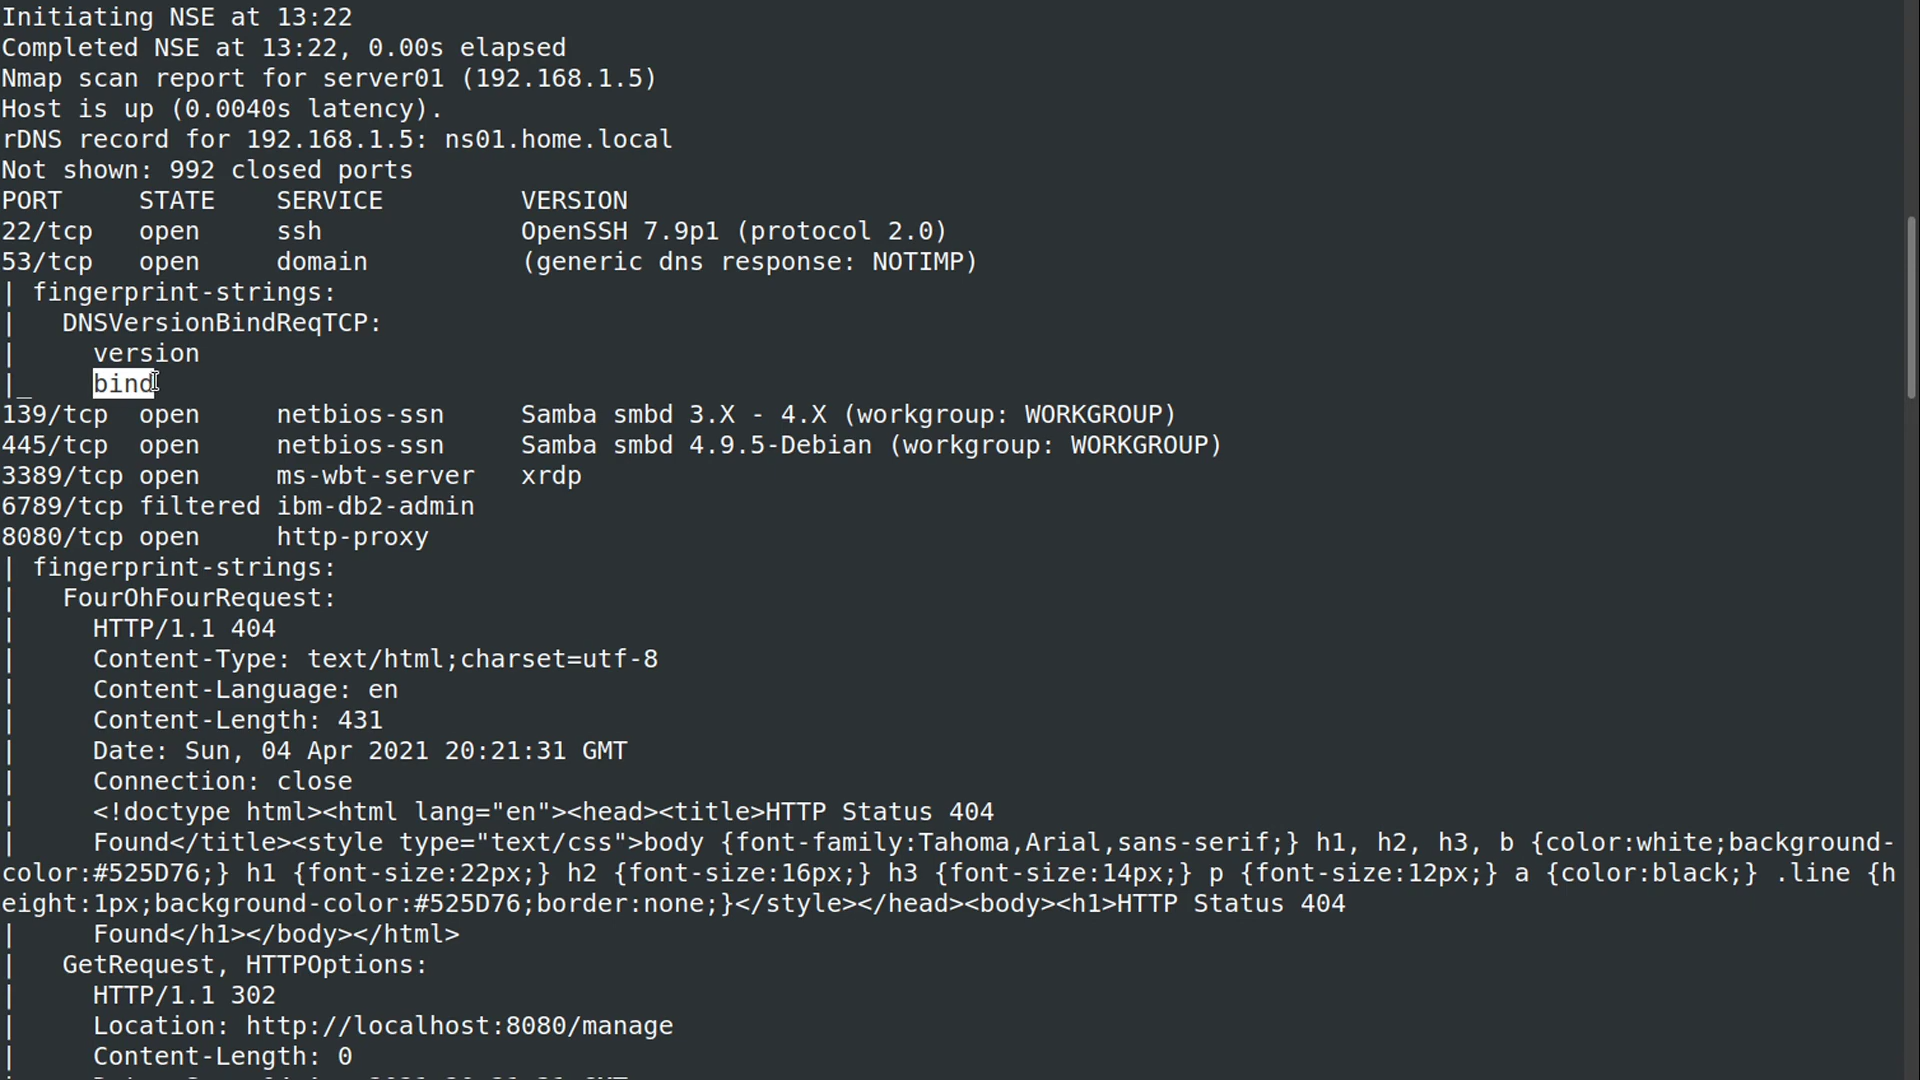 Initiating NSE at 13:22
Completed NSE at 13:22, 0.00s elapsed
Nmap scan report for server01 (192.168.1.5)
Host is up (0.0040s latency).
rDNS record for 192.168.1.5: ns01.home.local
Not shown: 992 closed ports
PORT     STATE    SERVICE         VERSION
22/tcp   open     ssh             OpenSSH 7.9p1 (protocol 2.0)
53/tcp   open     domain          (generic dns response: NOTIMP)
| fingerprint-strings:
|   DNSVersionBindReqTCP:
|     version
|_    bind
139/tcp  open     netbios-ssn     Samba smbd 3.X - 4.X (workgroup: WORKGROUP)
445/tcp  open     netbios-ssn     Samba smbd 4.9.5-Debian (workgroup: WORKGROUP)
3389/tcp open     ms-wbt-server   xrdp
6789/tcp filtered ibm-db2-admin
8080/tcp open     http-proxy
| fingerprint-strings:
|   FourOhFourRequest:
|     HTTP/1.1 404
|     Content-Type: text/html;charset=utf-8
|     Content-Language: en
|     Content-Length: 431
|     Date: Sun, 04 Apr 2021 20:21:31 GMT
|     Connection: close
|     <!doctype html><html lang="en"><head><title>HTTP Status 404
|     Found</title><style type="text/css">body {font-family:Tahoma,Arial,sans-serif;} h1, h2, h3, b {color:white;background-
color:#525D76;} h1 {font-size:22px;} h2 {font-size:16px;} h3 {font-size:14px;} p {font-size:12px;} a {color:black;} .line {h
eight:1px;background-color:#525D76;border:none;}</style></head><body><h1>HTTP Status 404
|     Found</h1></body></html>
|   GetRequest, HTTPOptions:
|     HTTP/1.1 302
|     Location: http://localhost:8080/manage
|     Content-Length: 0